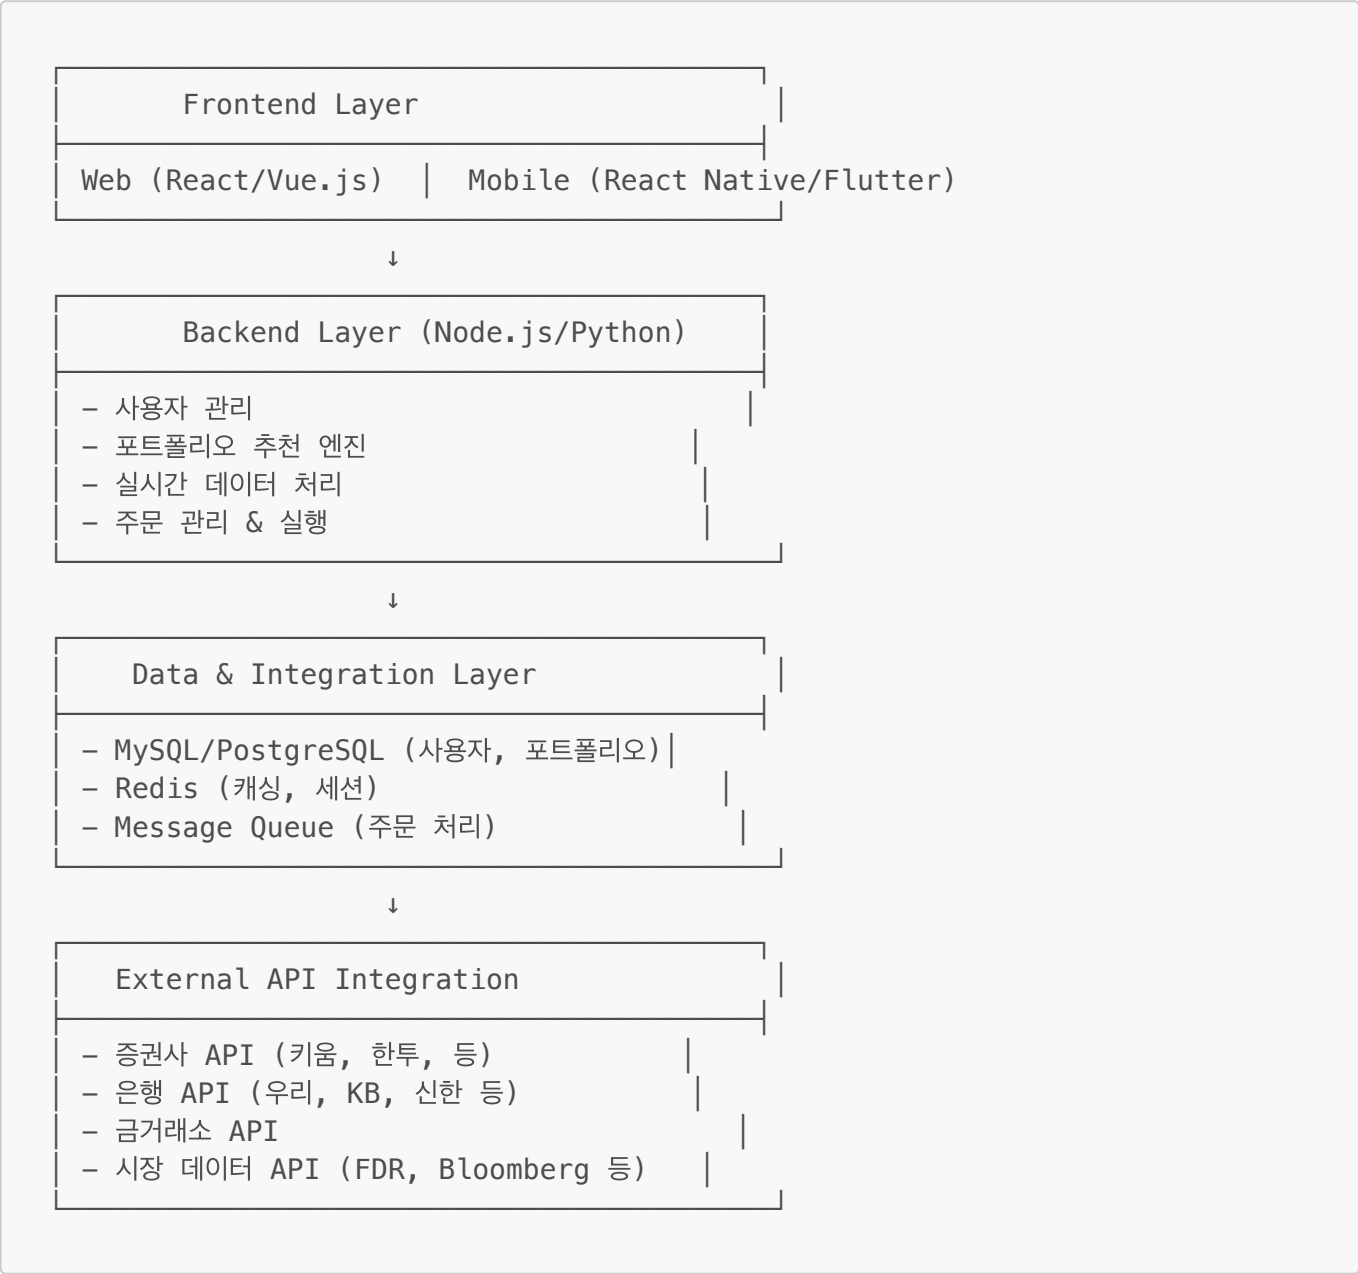 Frontend Layer
Web (React/Vue.js) │ Mobile (React Native/Flutter)
↓
Backend Layer (Node.js/Python)
- 사용자 관리
- 포트폴리오 추천 엔진
- 실시간 데이터 처리
- 주문 관리 & 실행
↓
Data & Integration Layer
- MySQL/PostgreSQL (사용자, 포트폴리오)
- Redis (캐싱, 세션)
- Message Queue (주문 처리)
↓
External API Integration
- 증권사 API (키움, 한투, 등)
- 은행 API (우리, KB, 신한 등)
- 금거래소 API
- 시장 데이터 API (FDR, Bloomberg 등)